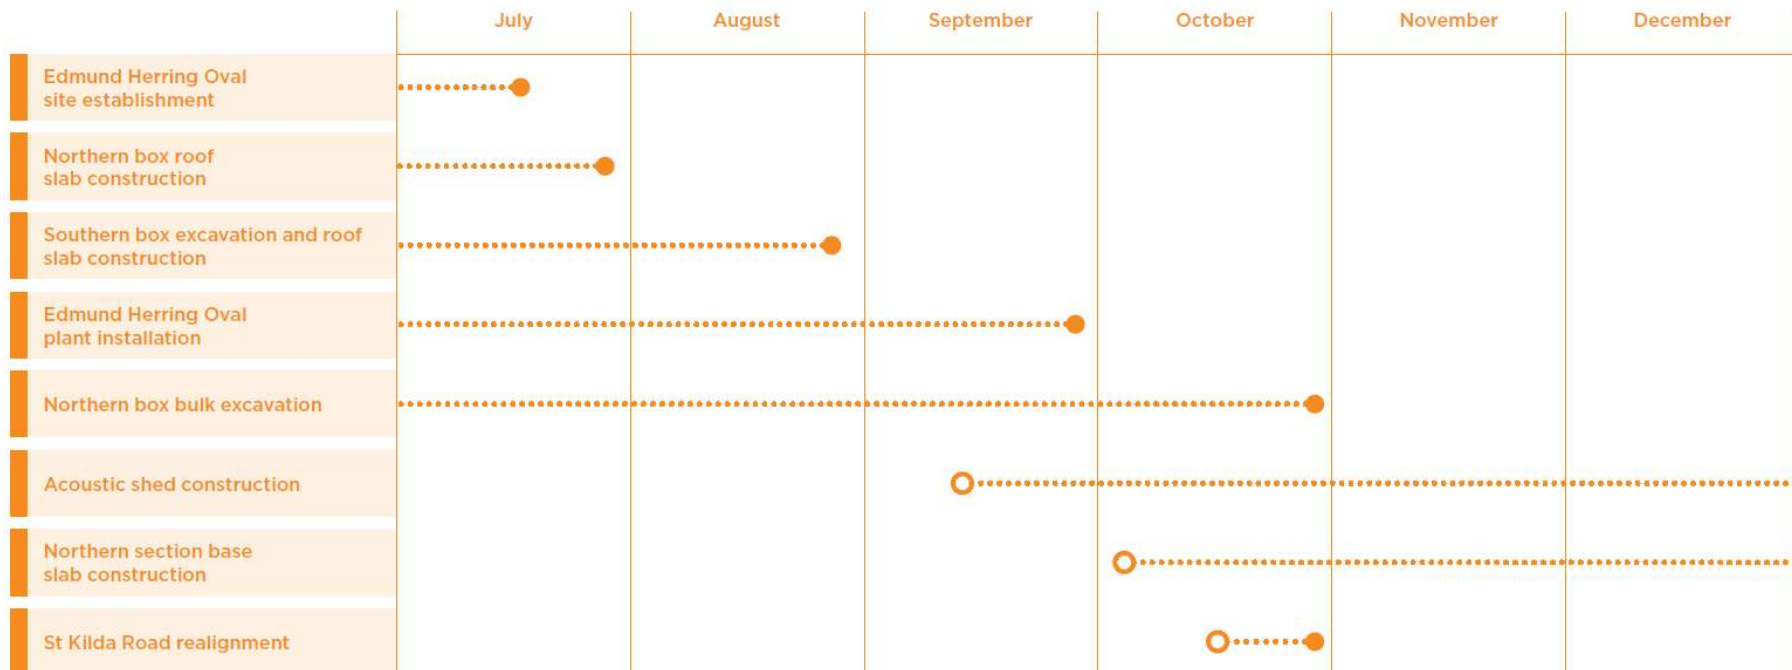 July August September October November December
Edmund Herring Oval
site establishment
Northern box roof
slab construction
Southern box excavation and roof
slab construction
Edmund Herring Oval
plant installation
Northern box bulk excavation
Acoustic shed construction
Northern section base
slab construction
St Kilda Road realignment